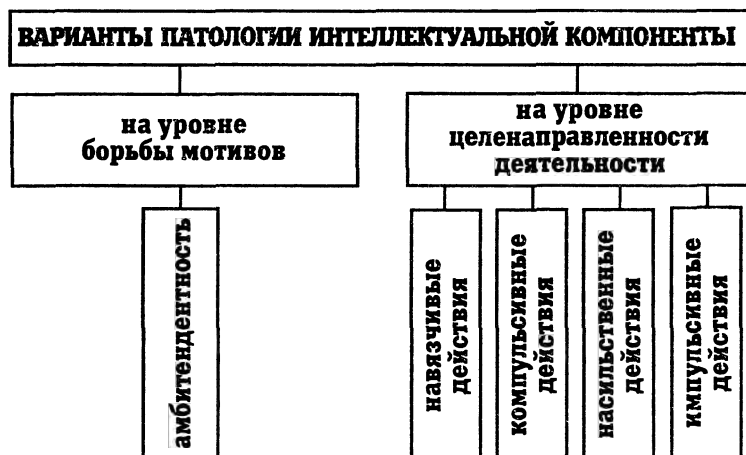 ВАРИАНТЫ ПАТОЛОГИИ ИНТЕЛЛЕКТУАЛЬНОЙ КОМПОНЕНТЫ
на уровне
борьбы мотивов
на уровне
целенаправленности
деятельности
амбитендентность
навязчивые
действия
компульсивные
действия
насильственные
действия
импульсивные
действия